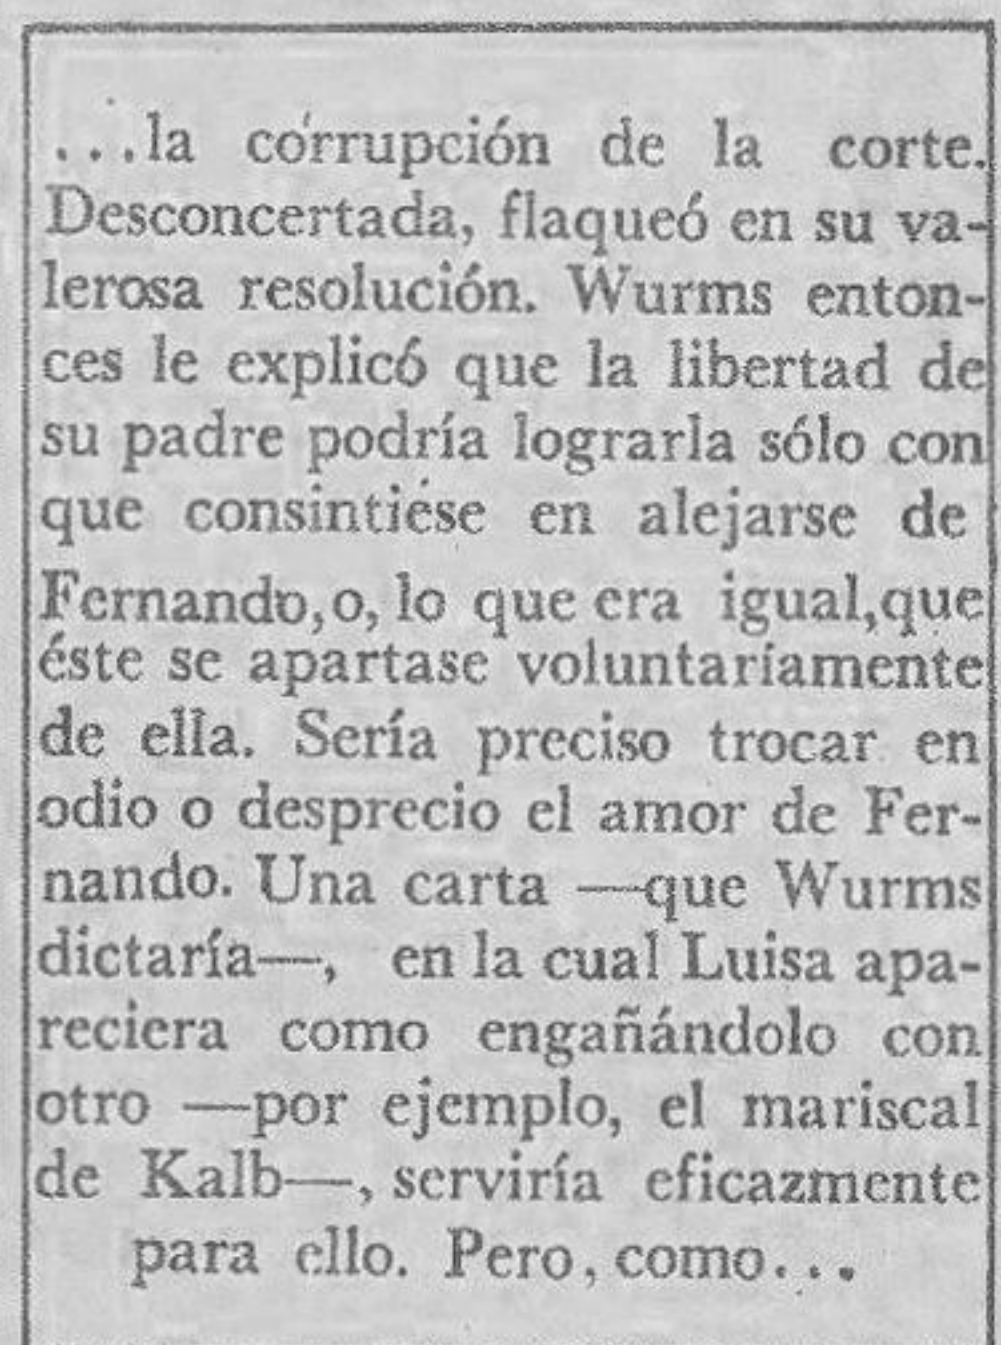 ...la corrupción de la corte.
Desconcertada, flaqueó en su va-
lerosa resolución. Wurms enton-
ces le explicó que la libertad de
su padre podría lograrla sólo con
que consintiése en alejarse de
Fernando, o, lo que era igual, que
éste se apartase voluntariamente
de ella. Sería preciso trocar en
odio o desprecio el amor de Fer-
nando. Una carta —que Wurms
dictaría—, en la cual Luisa apa-
reciera como engañándolo con
otro —por ejemplo, el mariscal
de Kalb—, serviría eficazmente
para ello. Pero, como...